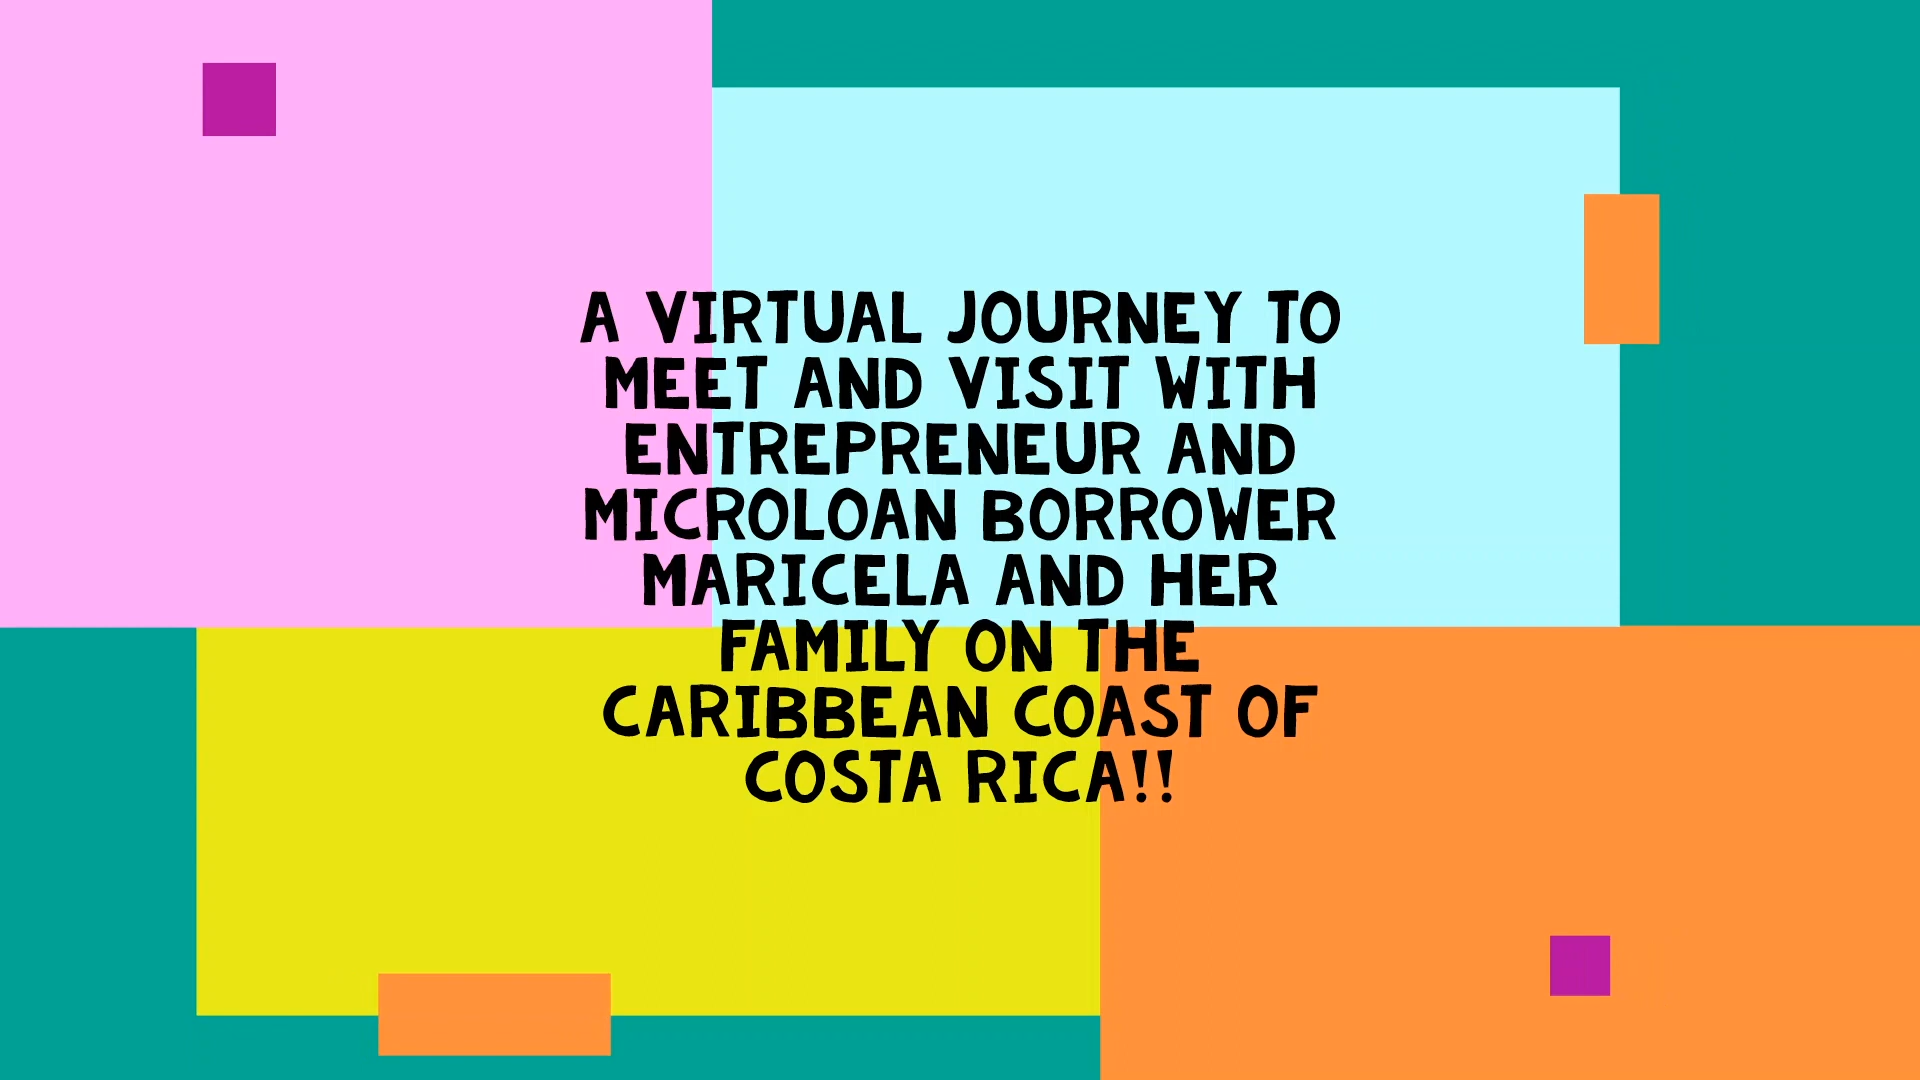 A VIRTUAL JOURNEY TO
MEET AND VISIT WITH
ENTREPRENEUR AND
MICROLOAN BORROWER
MARICELA AND HER
FAMILY ON THE
CARIBBEAN COAST OF
COSTA RICA!!